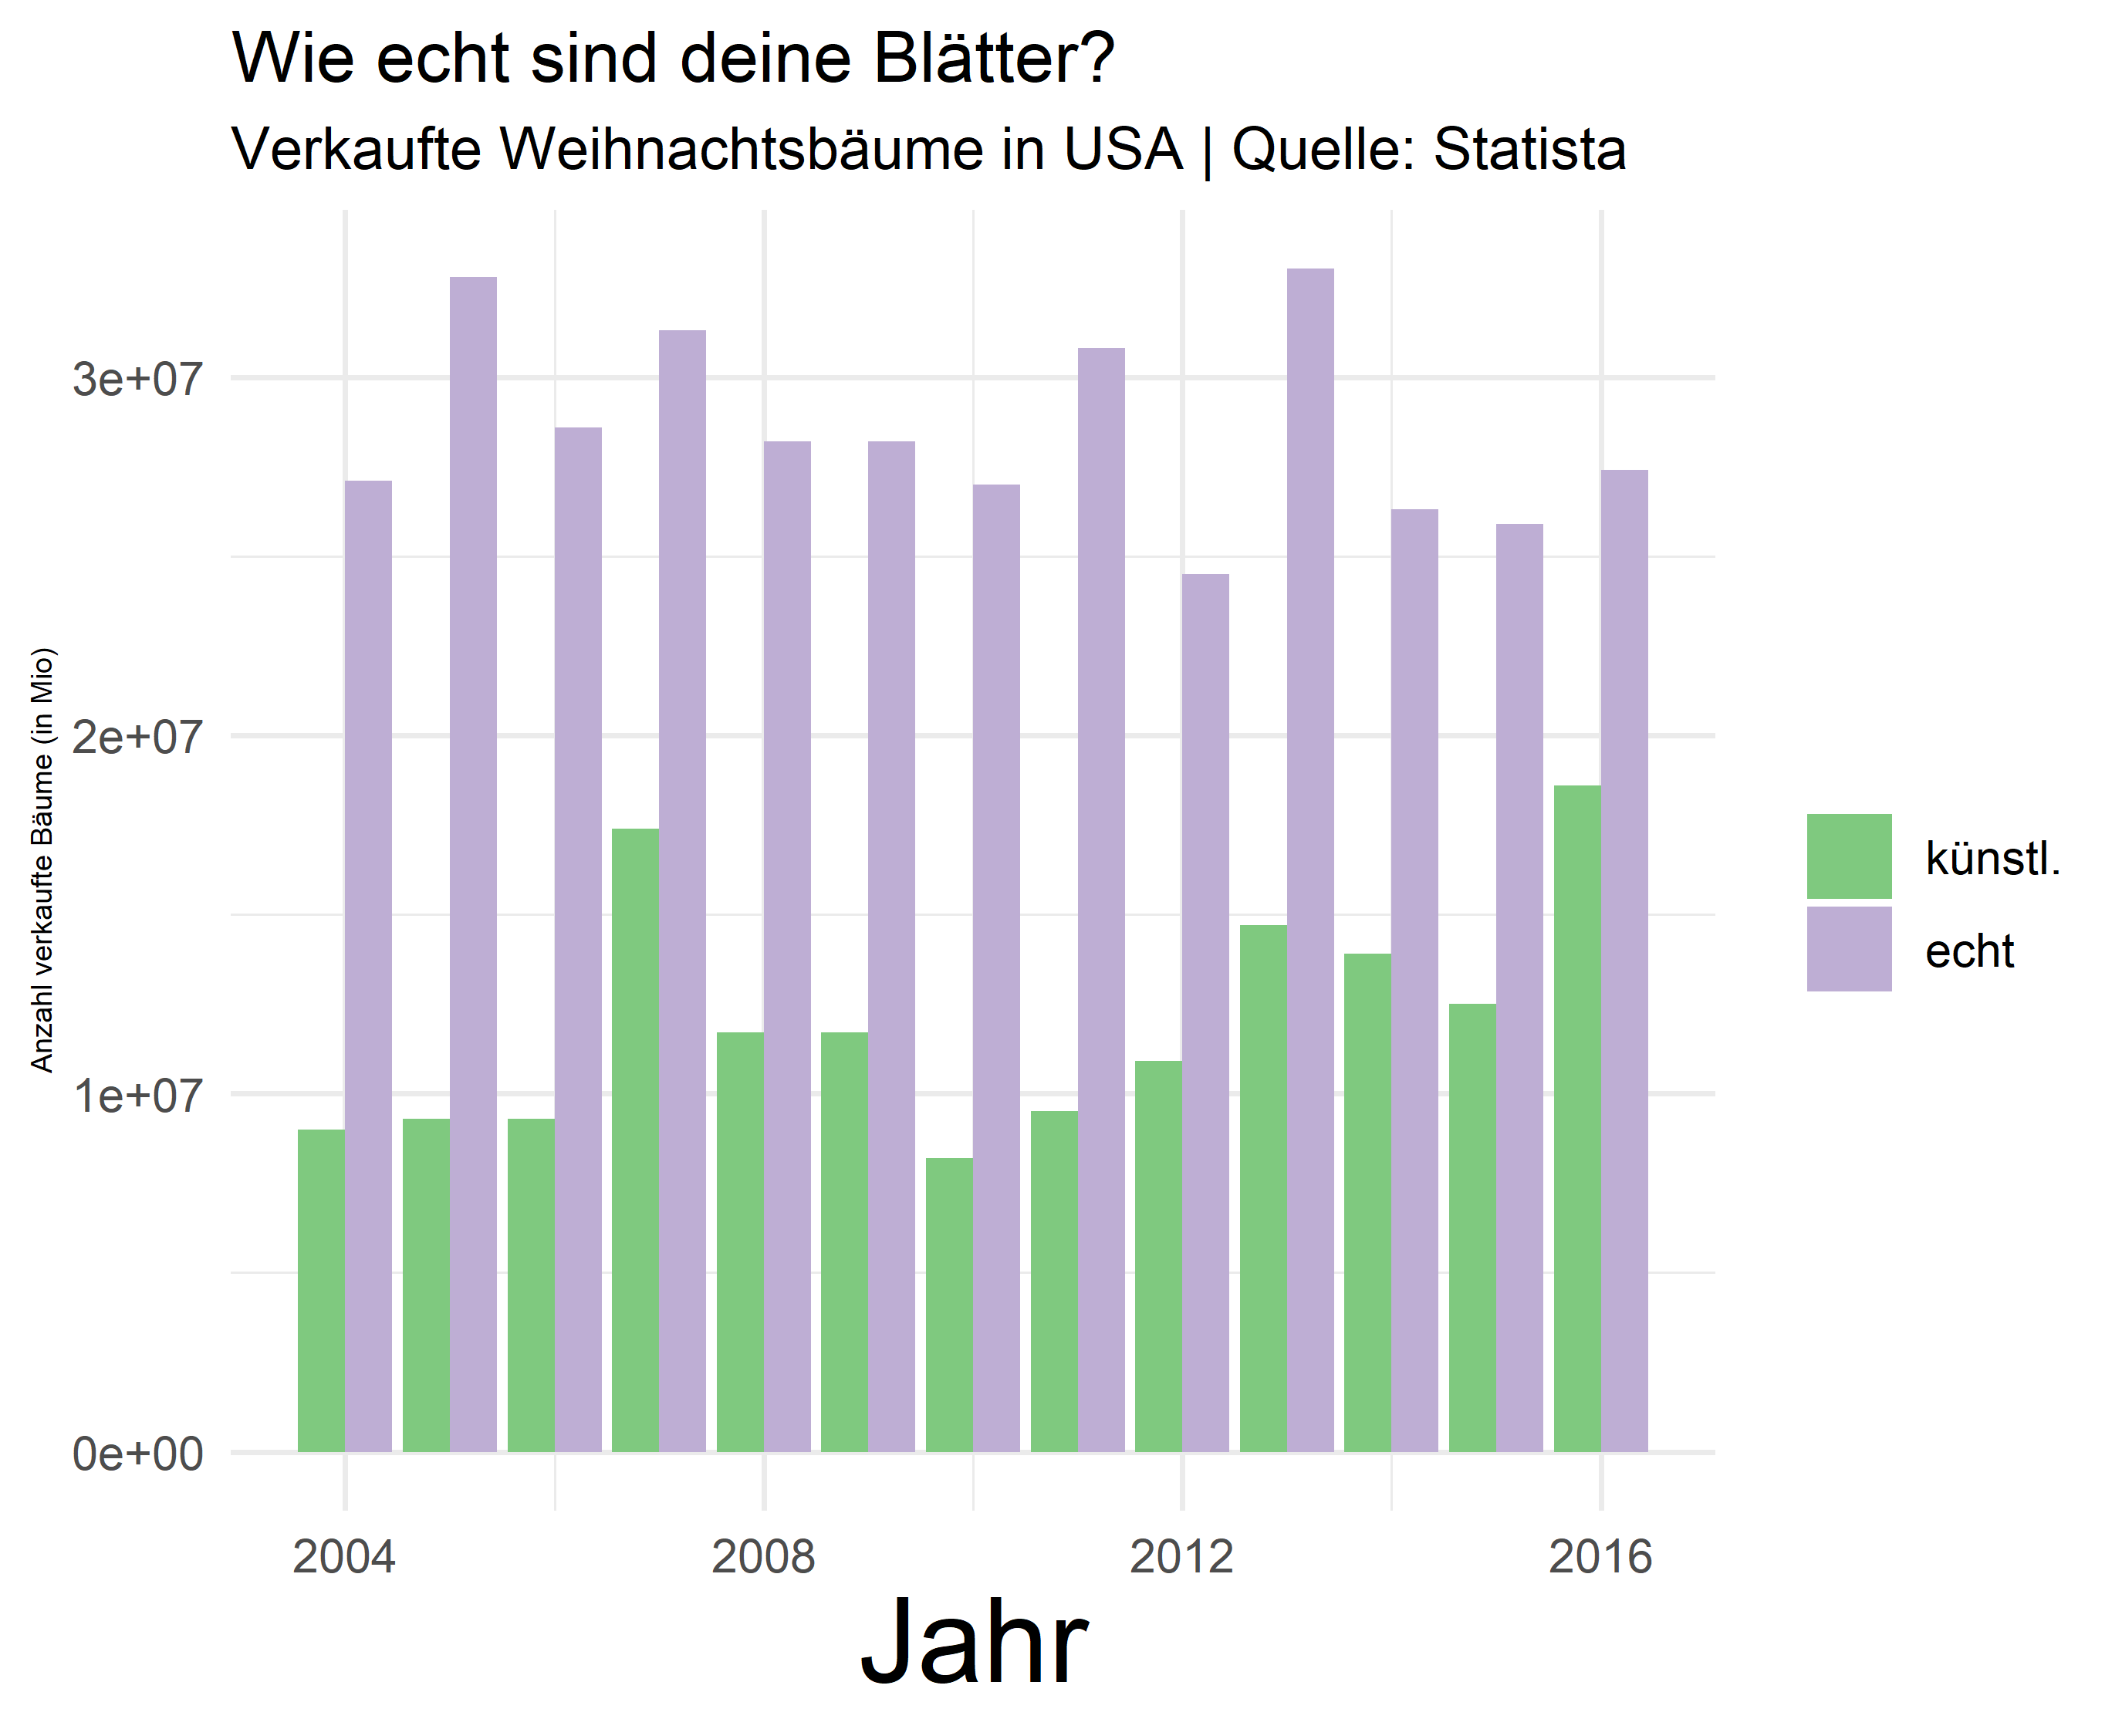 Wie echt sind deine Blätter?
Verkaufte Weihnachtsbäume in USA | Quelle: Statista
Anzahl verkaufte Bäume (in Mio)
3e+07
2e+07
1e+07
0e+00
2004 2008 2012 2016
Jahr
künstl.
echt